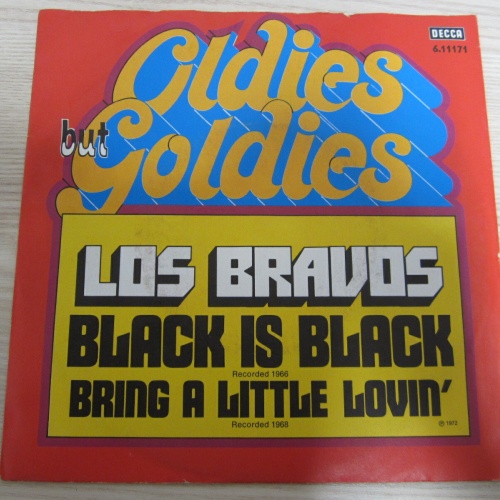 DECCA
6.11171
Oldies
but
Goldies
LOS BRAVOS
BLACK IS BLACK
Recorded 1966
BRING A LITTLE LOVIN'
Recorded 1968
℗ 1972